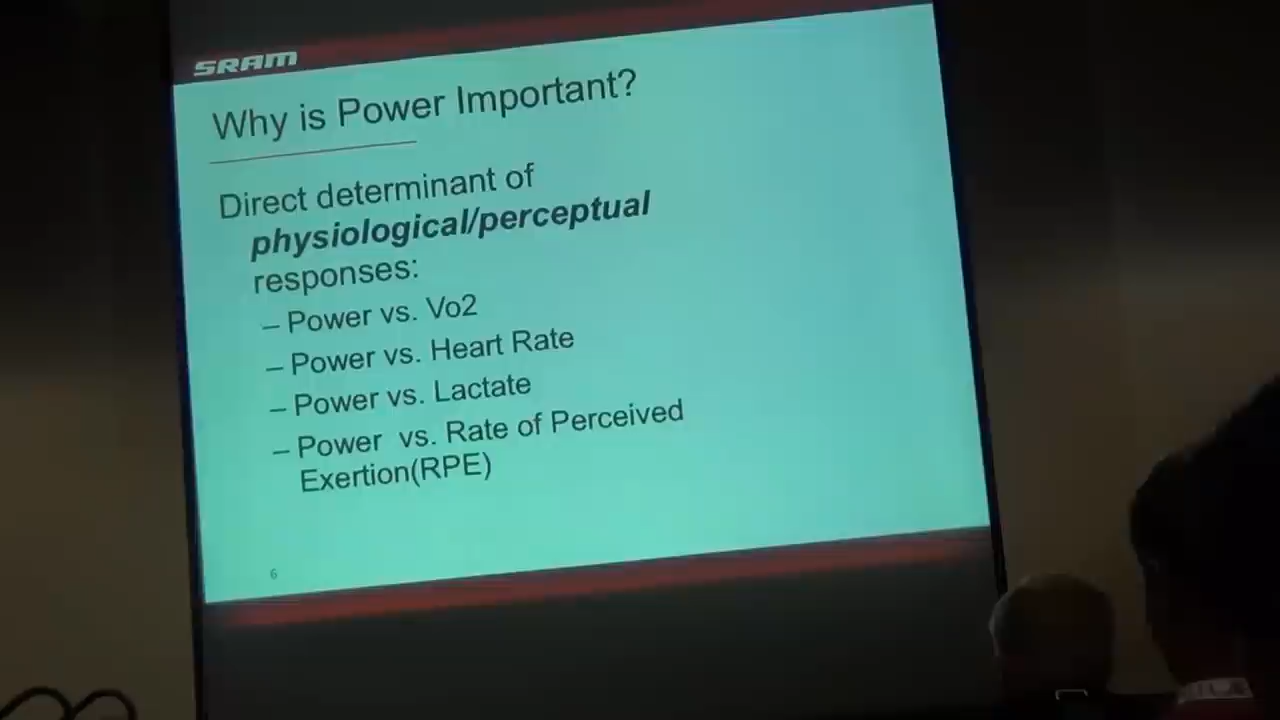 SRAM
Why is Power Important?
Direct determinant of
physiological/perceptual
responses:
– Power vs. Vo2
– Power vs. Heart Rate
– Power vs. Lactate
– Power vs. Rate of Perceived
Exertion(RPE)
6